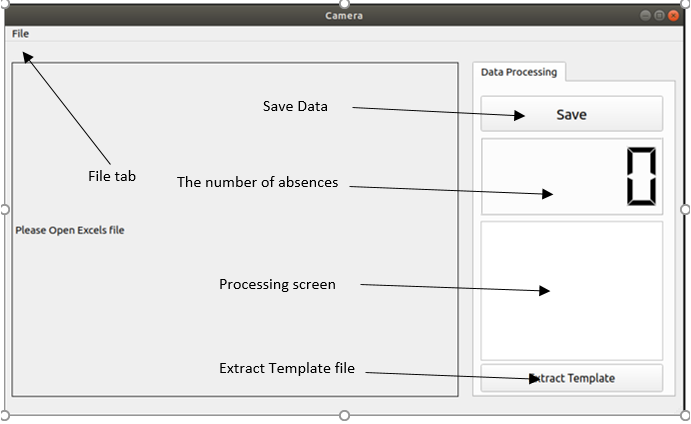 Camera
File
Data Processing
Save Data
Save
File tab
The number of absences
0
Please Open Excels file
Processing screen
Extract Template file
Extract Template